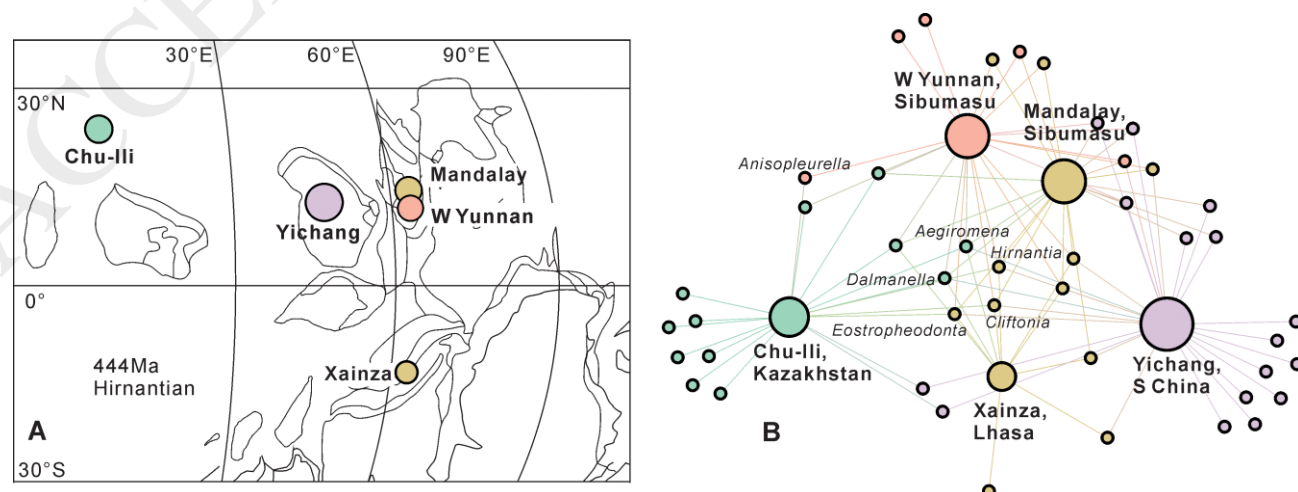 30°E
60°E
90°E
30°N
Chu-Ili
Mandalay
W Yunnan
Yichang
0°
444Ma
Hirnantian
Xainza
A
30°S
W Yunnan,
Sibumasu
Mandalay,
Sibumasu
Anisopleurella
Aegiromena
Hirnantia
Dalmanella
Eostropheodonta
Cliftonia
Chu-Ili,
Kazakhstan
Xainza,
Lhasa
Yichang,
S China
B